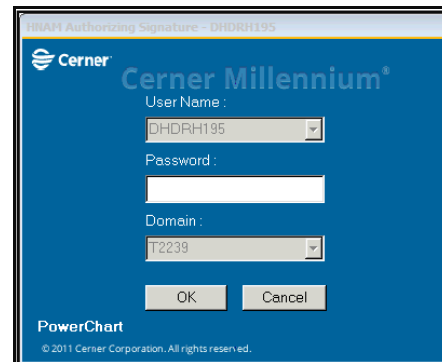 HRAM Authorizing Signature - DHDRH195
Cerner
Cerner Millennium®
User Name :
DHDRH195
Password :
Domain :
T2239
OK Cancel
PowerChart
© 2011 Cerner Corporation. All rights reserved.